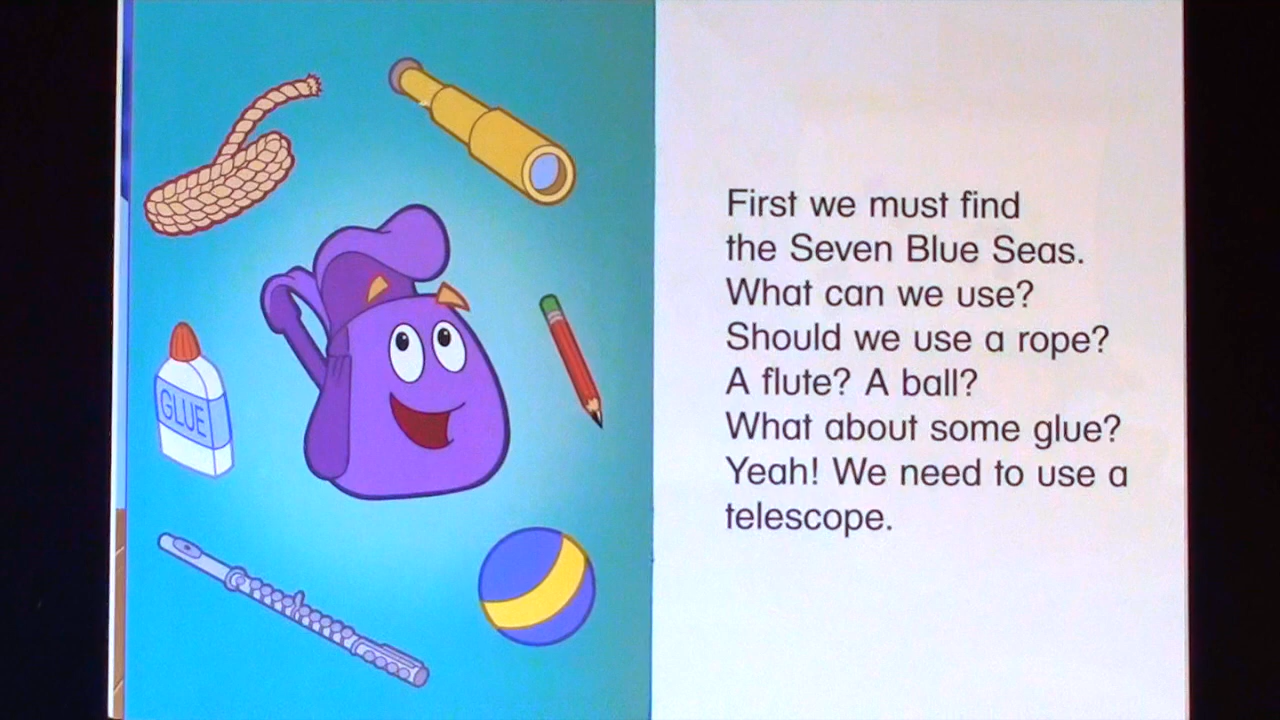 GLUE
First we must find
the Seven Blue Seas.
What can we use?
Should we use a rope?
A flute? A ball?
What about some glue?
Yeah! We need to use a
telescope.